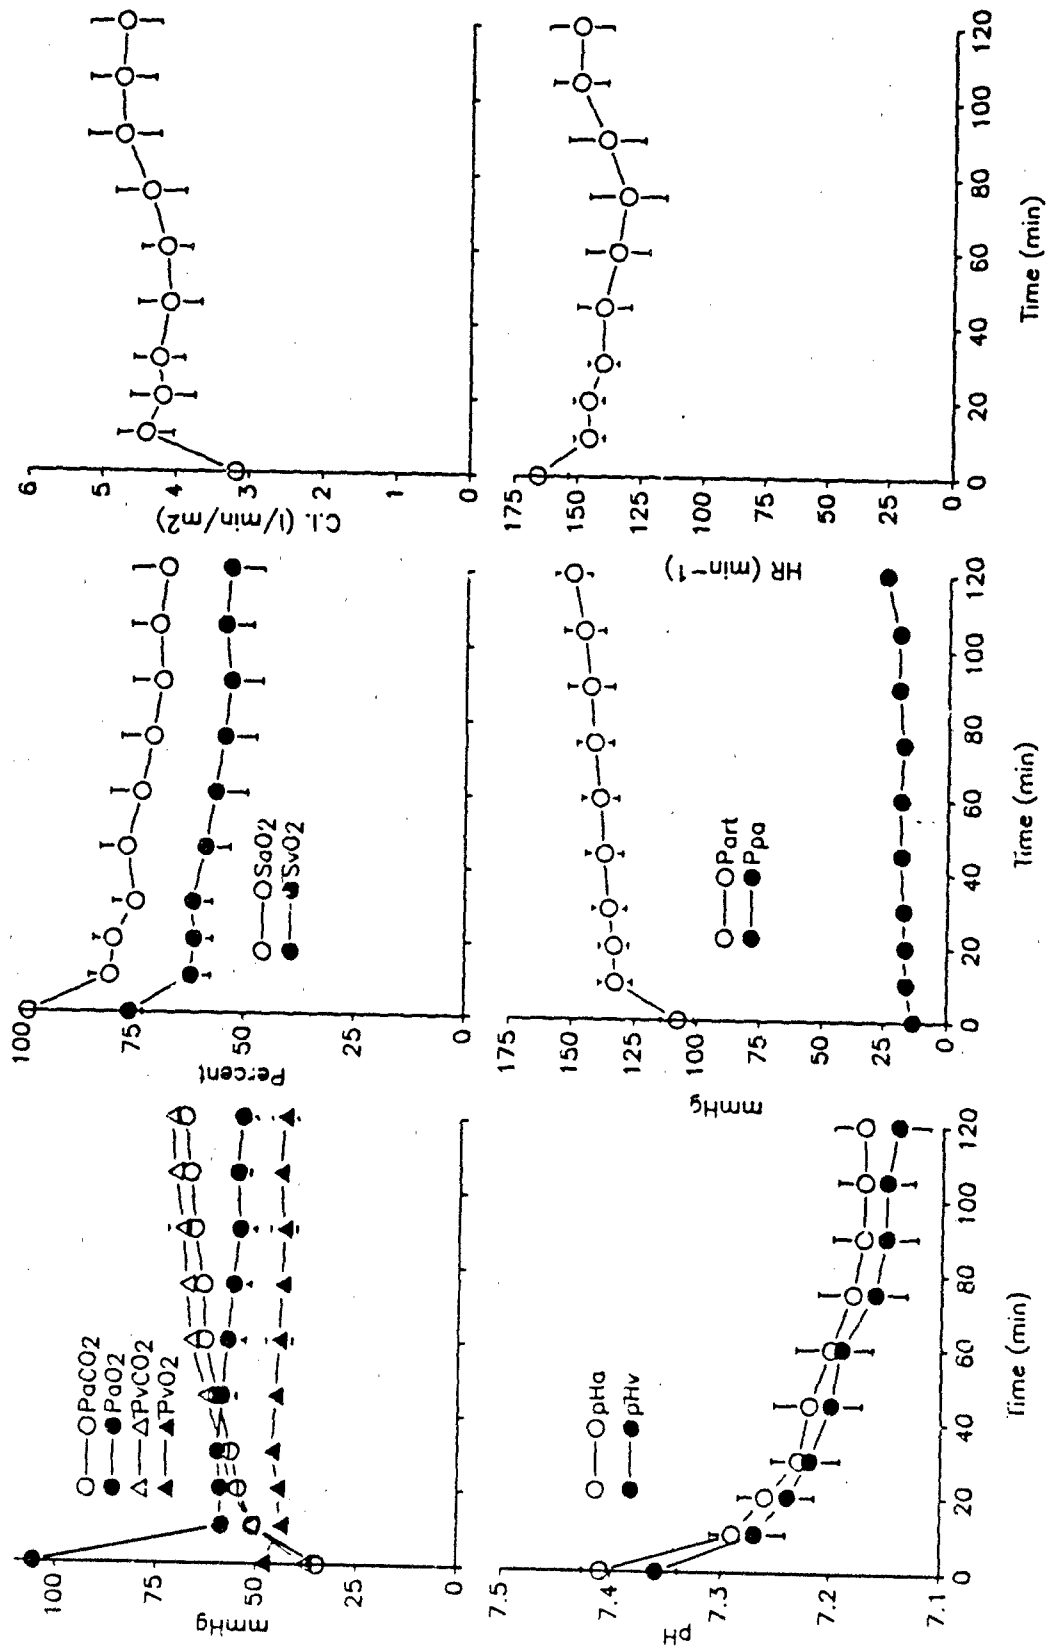 100
75
50
25
0
mmHg
PaCO2
PaO2
PvCO2
PvO2
100
75
50
25
0
Percent
SaO2
SvO2
6
5
4
3
2
1
0
C.I. (l/min/m2)
7.5
7.4
7.3
7.2
7.1
pH
pHa
pHv
0 20 40 60 80 100 120
Time (min)
175
150
125
100
75
50
25
0
mmHg
Part
Ppa
0 20 40 60 80 100 120
Time (min)
175
150
125
100
75
50
25
0
HR (min-1)
0 20 40 60 80 100 120
Time (min)